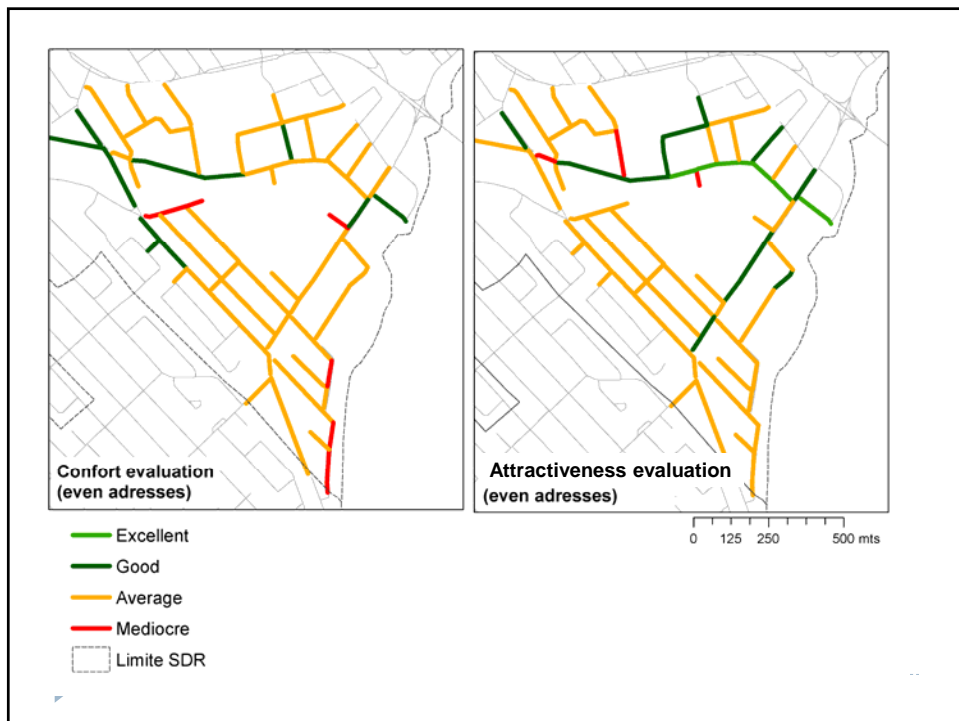 Confort evaluation
(even adresses)
Attractiveness evaluation
(even adresses)
0 125 250 500 mts
Excellent
Good
Average
Mediocre
Limite SDR